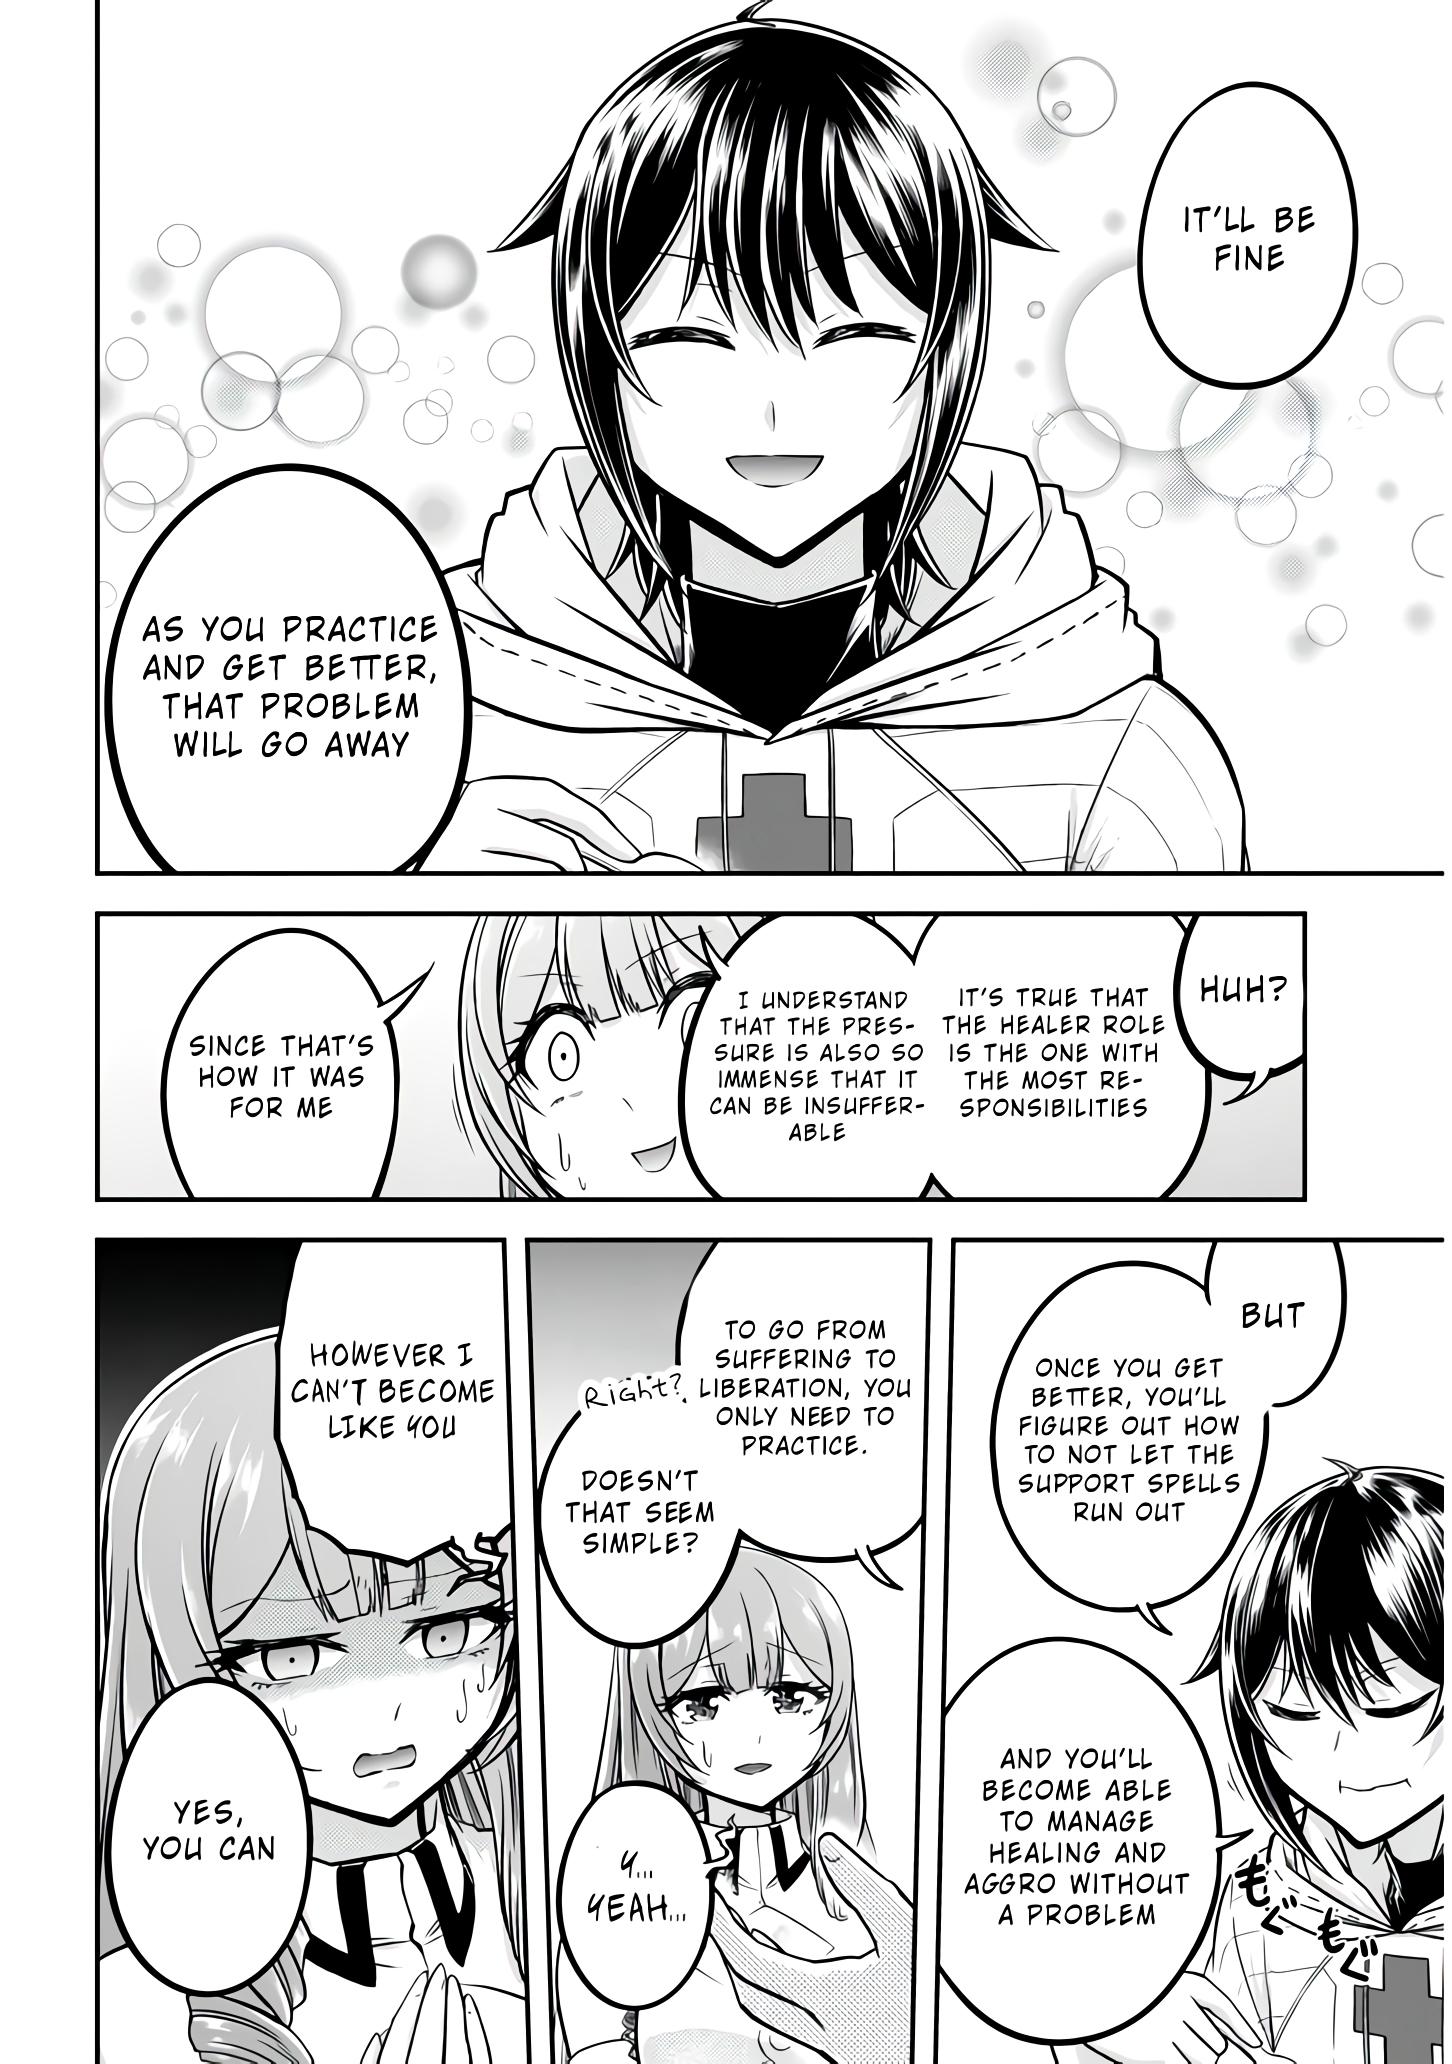 IT'LL BE
FINE
AS YOU PRACTICE
AND GET BETTER,
THAT PROBLEM
WILL GO AWAY
HUH?
IT'S TRUE THAT
THE HEALER ROLE
IS THE ONE WITH
THE MOST RE-
SPONSIBILITIES
I UNDERSTAND
THAT THE PRES-
SURE IS ALSO SO
IMMENSE THAT IT
CAN BE INSUFFER-
ABLE
SINCE THAT'S
HOW IT WAS
FOR ME
BUT
ONCE YOU GET
BETTER, YOU'LL
FIGURE OUT HOW
TO NOT LET THE
SUPPORT SPELLS
RUN OUT
AND YOU'LL
BECOME ABLE
TO MANAGE
HEALING AND
AGGRO WITHOUT
A PROBLEM
もぐ
もぐ
TO GO FROM
SUFFERING TO
LIBERATION, YOU
ONLY NEED TO
PRACTICE.
Right?
DOESN'T
THAT SEEM
SIMPLE?
Y...
YEAH...
HOWEVER I
CAN'T BECOME
LIKE YOU
YES,
YOU CAN